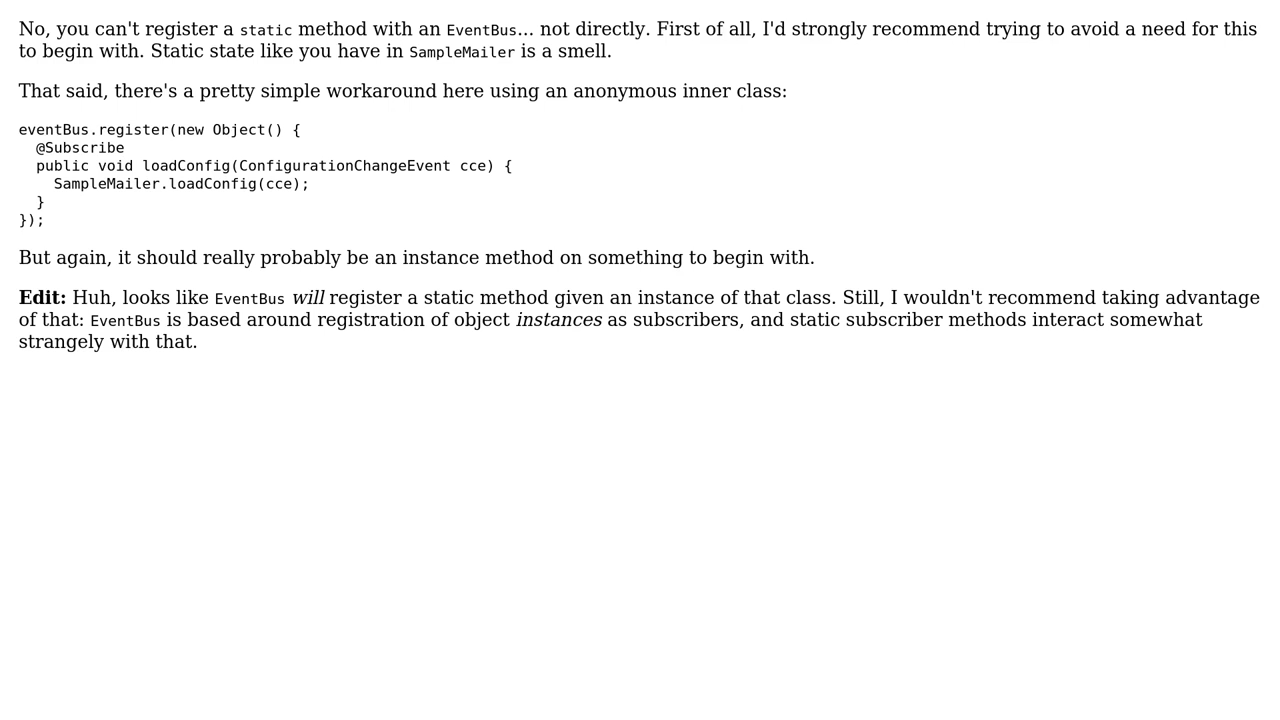 No, you can't register a static method with an EventBus... not directly. First of all, I'd strongly recommend trying to avoid a need for this
to begin with. Static state like you have in SampleMailer is a smell.
That said, there's a pretty simple workaround here using an anonymous inner class:
eventBus.register(new Object() {
  @Subscribe
  public void loadConfig(ConfigurationChangeEvent cce) {
    SampleMailer.loadConfig(cce);
  }
});
But again, it should really probably be an instance method on something to begin with.
Edit: Huh, looks like EventBus will register a static method given an instance of that class. Still, I wouldn't recommend taking advantage
of that: EventBus is based around registration of object instances as subscribers, and static subscriber methods interact somewhat
strangely with that.